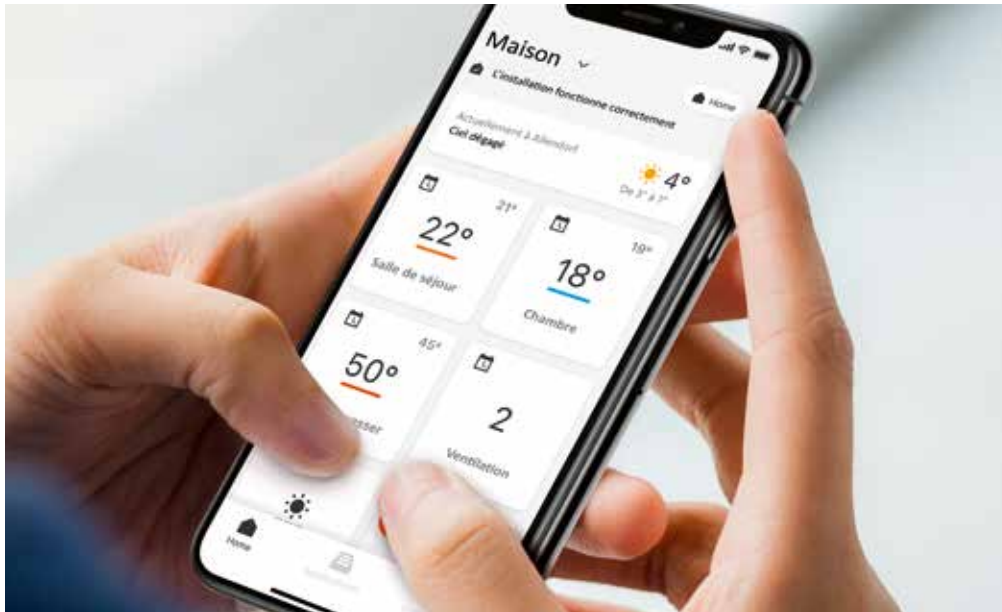 Maison
Home
L'installation fonctionne correctement
Actuellement à Allendorf
Ciel dégagé
4°
De 3° à 1°
21°
22°
Salle de séjour
19°
18°
Chambre
45°
50°
2
Ventilation
Home